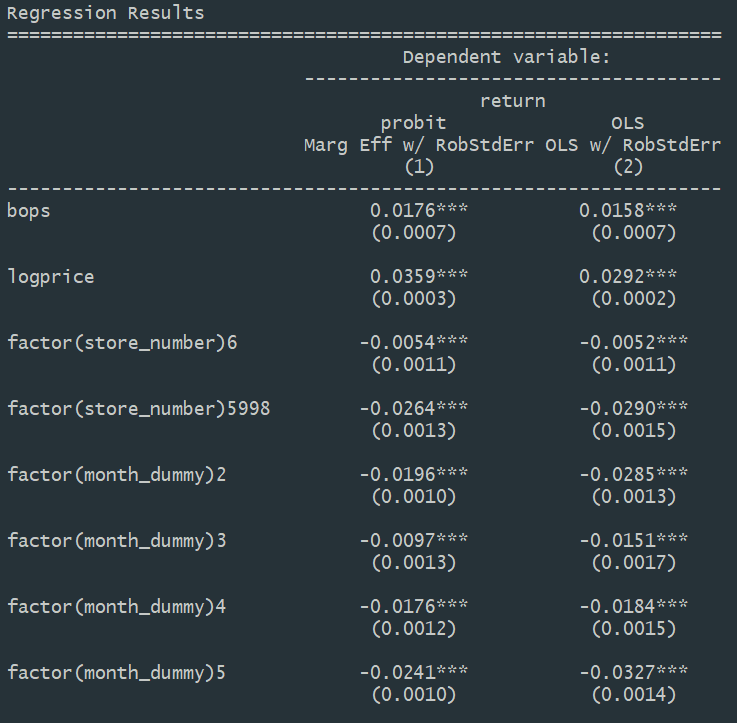 Regression Results
=================================================================
Dependent variable:
--------------------------------------
return
probit OLS
Marg Eff w/ RobStdErr OLS w/ RobStdErr
(1) (2)
-----------------------------------------------------------------
bops 0.0176*** 0.0158***
(0.0007) (0.0007)
logprice 0.0359*** 0.0292***
(0.0003) (0.0002)
factor(store_number)6 -0.0054*** -0.0052***
(0.0011) (0.0011)
factor(store_number)5998 -0.0264*** -0.0290***
(0.0013) (0.0015)
factor(month_dummy)2 -0.0196*** -0.0285***
(0.0010) (0.0013)
factor(month_dummy)3 -0.0097*** -0.0151***
(0.0013) (0.0017)
factor(month_dummy)4 -0.0176*** -0.0184***
(0.0012) (0.0015)
factor(month_dummy)5 -0.0241*** -0.0327***
(0.0010) (0.0014)